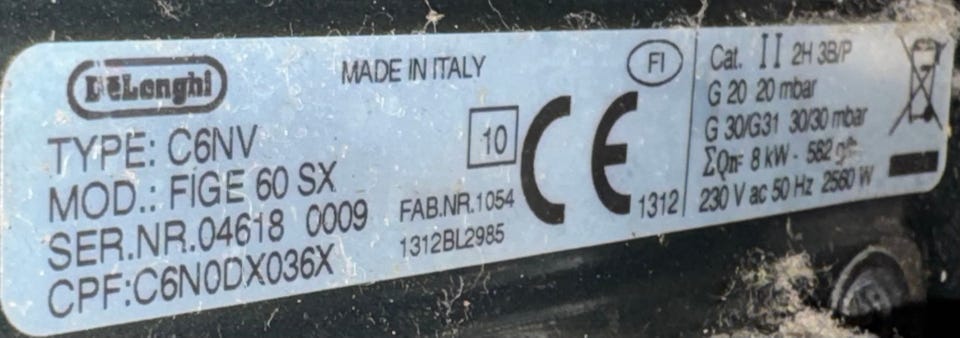 DeLonghi
MADE IN ITALY
TYPE: C6NV
MOD.: FIGE 60 SX
SER.NR.04618 0009
CPF:C6N0DX036X
10
FAB.NR.1054
1312BL2985
CE
1312
FI
Cat. II 2H 3B/P
G 20 20 mbar
G 30/G31 30/30 mbar
ΣQn= 8 kW - 582 g/h
230 V ac 50 Hz 2560 W